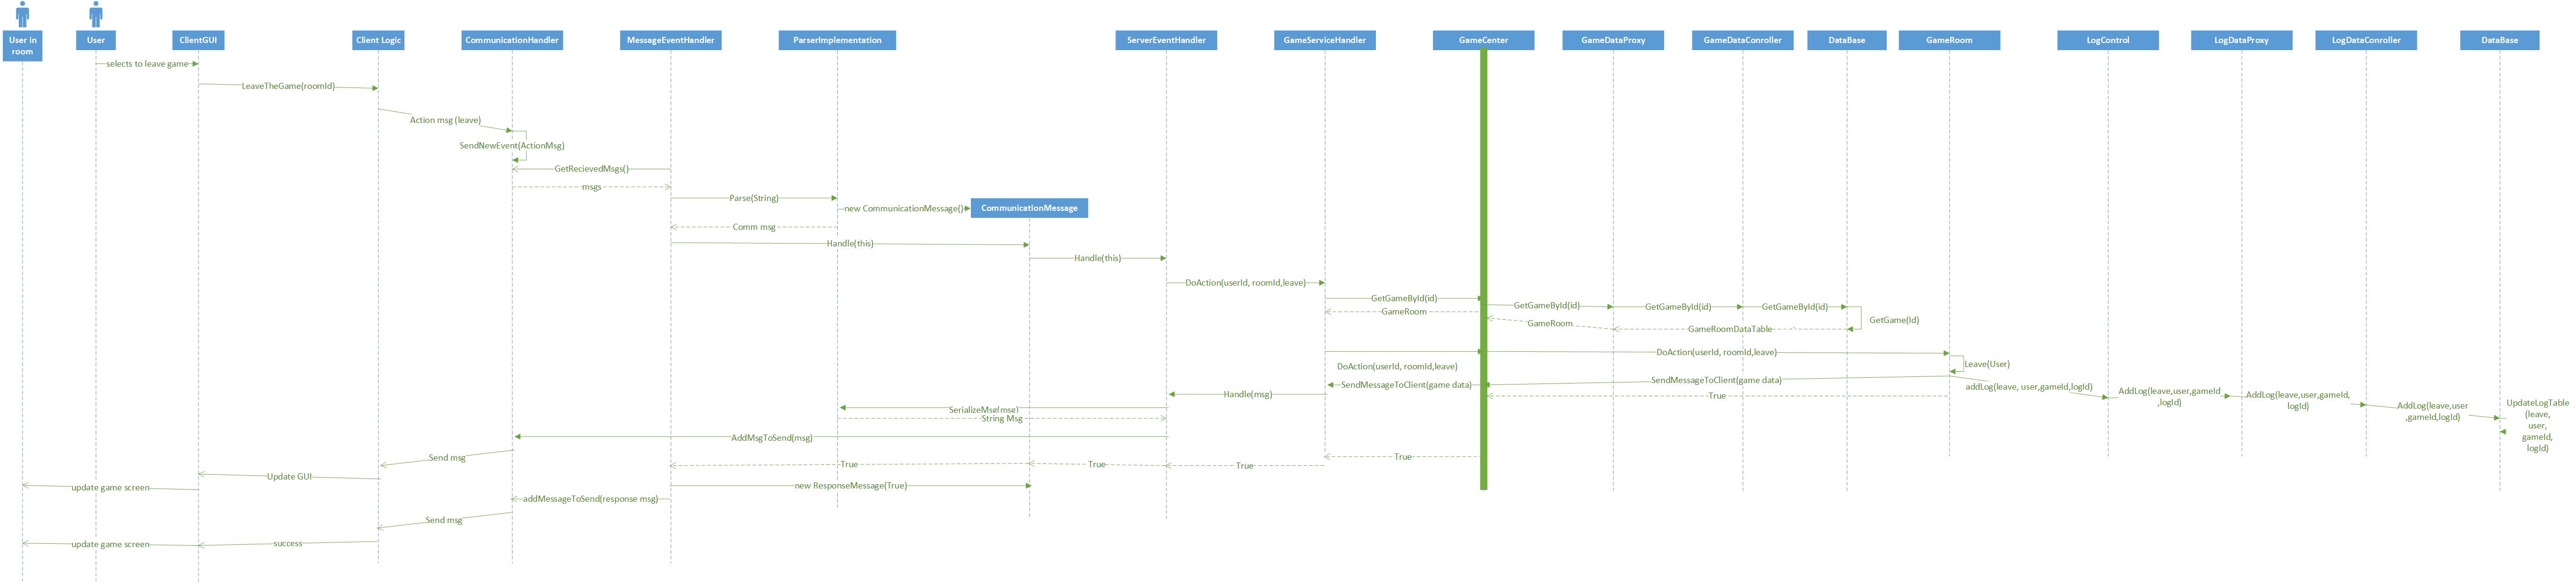 User in
room
User
ClientGUI
Client Logic
CommunicationHandler
MessageEventHandler
ParserImplementation
ServerEventHandler
GameServiceHandler
GameCenter
GameDataProxy
GameDataConroller
DataBase
GameRoom
LogControl
LogDataProxy
LogDataConroller
DataBase
selects to leave game
LeaveTheGame(roomId)
Action msg (leave)
SendNewEvent(ActionMsg)
GetRecievedMsgs()
msgs
Parse(String)
new CommunicationMessage()
CommunicationMessage
Comm msg
Handle(this)
Handle(this)
DoAction(userId, roomId,leave)
GetGameById(id)
GetGameById(id)
GetGameById(id)
GetGameById(id)
GameRoom
GameRoom
GameRoomDataTable
GetGame(Id)
DoAction(userId, roomId,leave)
Leave(User)
DoAction(userId, roomId,leave)
SendMessageToClient(game data)
SendMessageToClient(game data)
addLog(leave, user,gameId,logId)
AddLog(leave,user,gameId
,logId)
AddLog(leave,user,gameId,
logId)
AddLog(leave,user
,gameId,logId)
UpdateLogTable
(leave,
user,
gameId,
logId)
Handle(msg)
True
SerializeMsg(msg)
String Msg
AddMsgToSend(msg)
Send msg
True
True
True
True
Update GUI
update game screen
new ResponseMessage(True)
addMessageToSend(response msg)
Send msg
success
update game screen